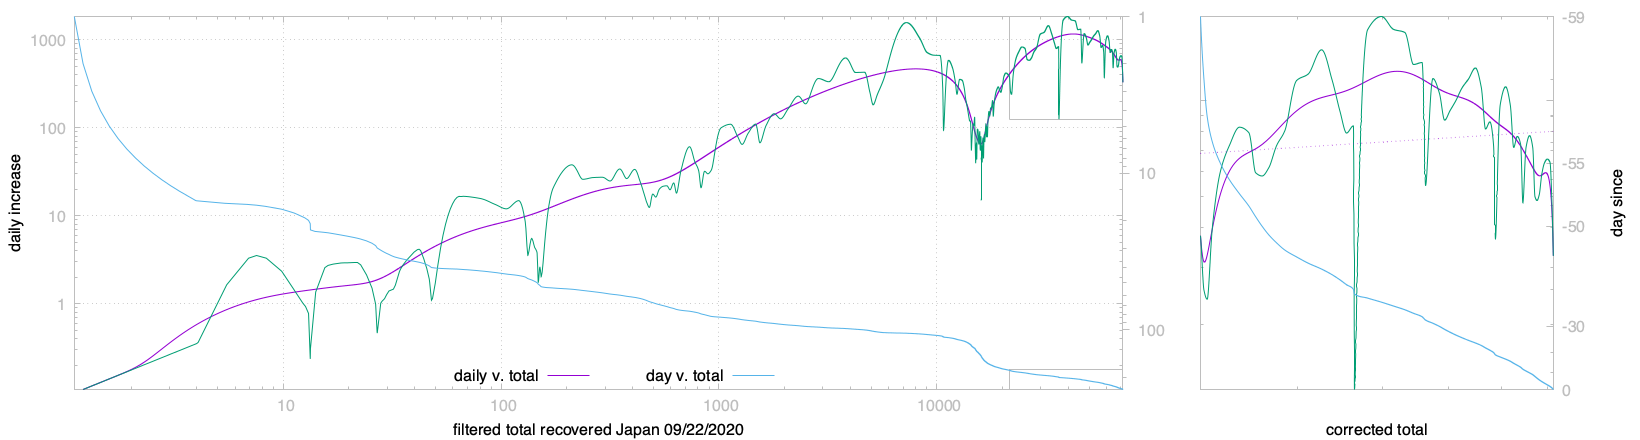 1000
100
10
1
daily increase
10
100
1000
10000
daily v. total
day v. total
filtered total recovered Japan 09/22/2020
1
10
100
-59
-55
-50
-30
0
day since
corrected total